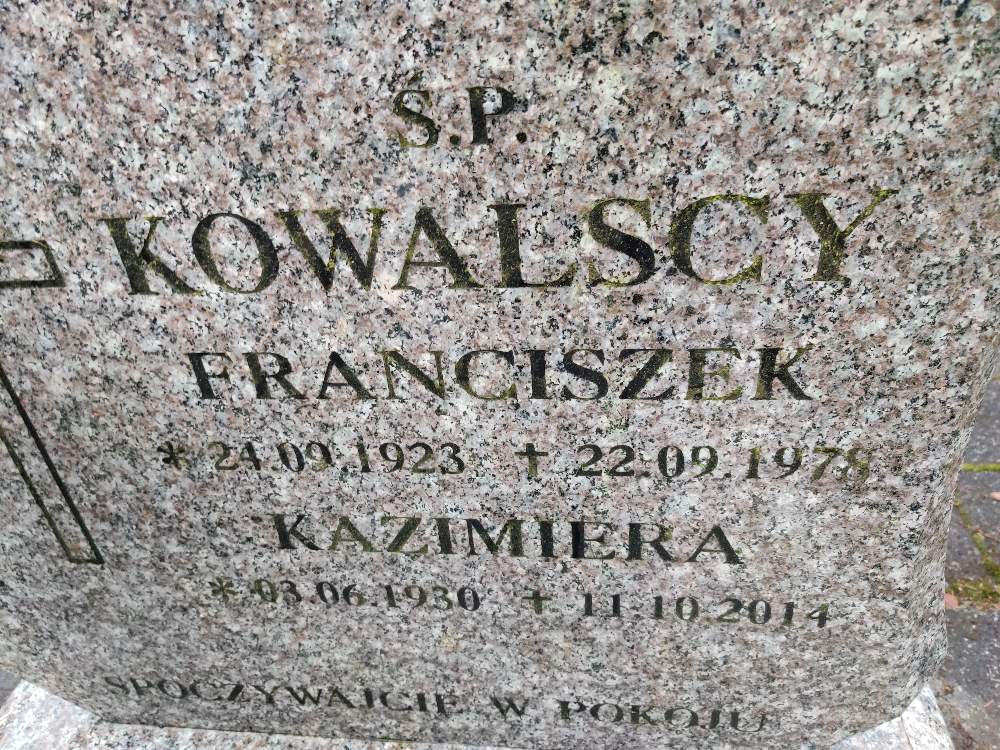 Ś.P.
KOWALSCY
FRANCISZEK
* 24.09.1923 ✝ 22.09.1978
KAZIMIERA
* 03.06.1930 ✝ 11.10.2014
SPOCZYWAJCIE W POKOJU